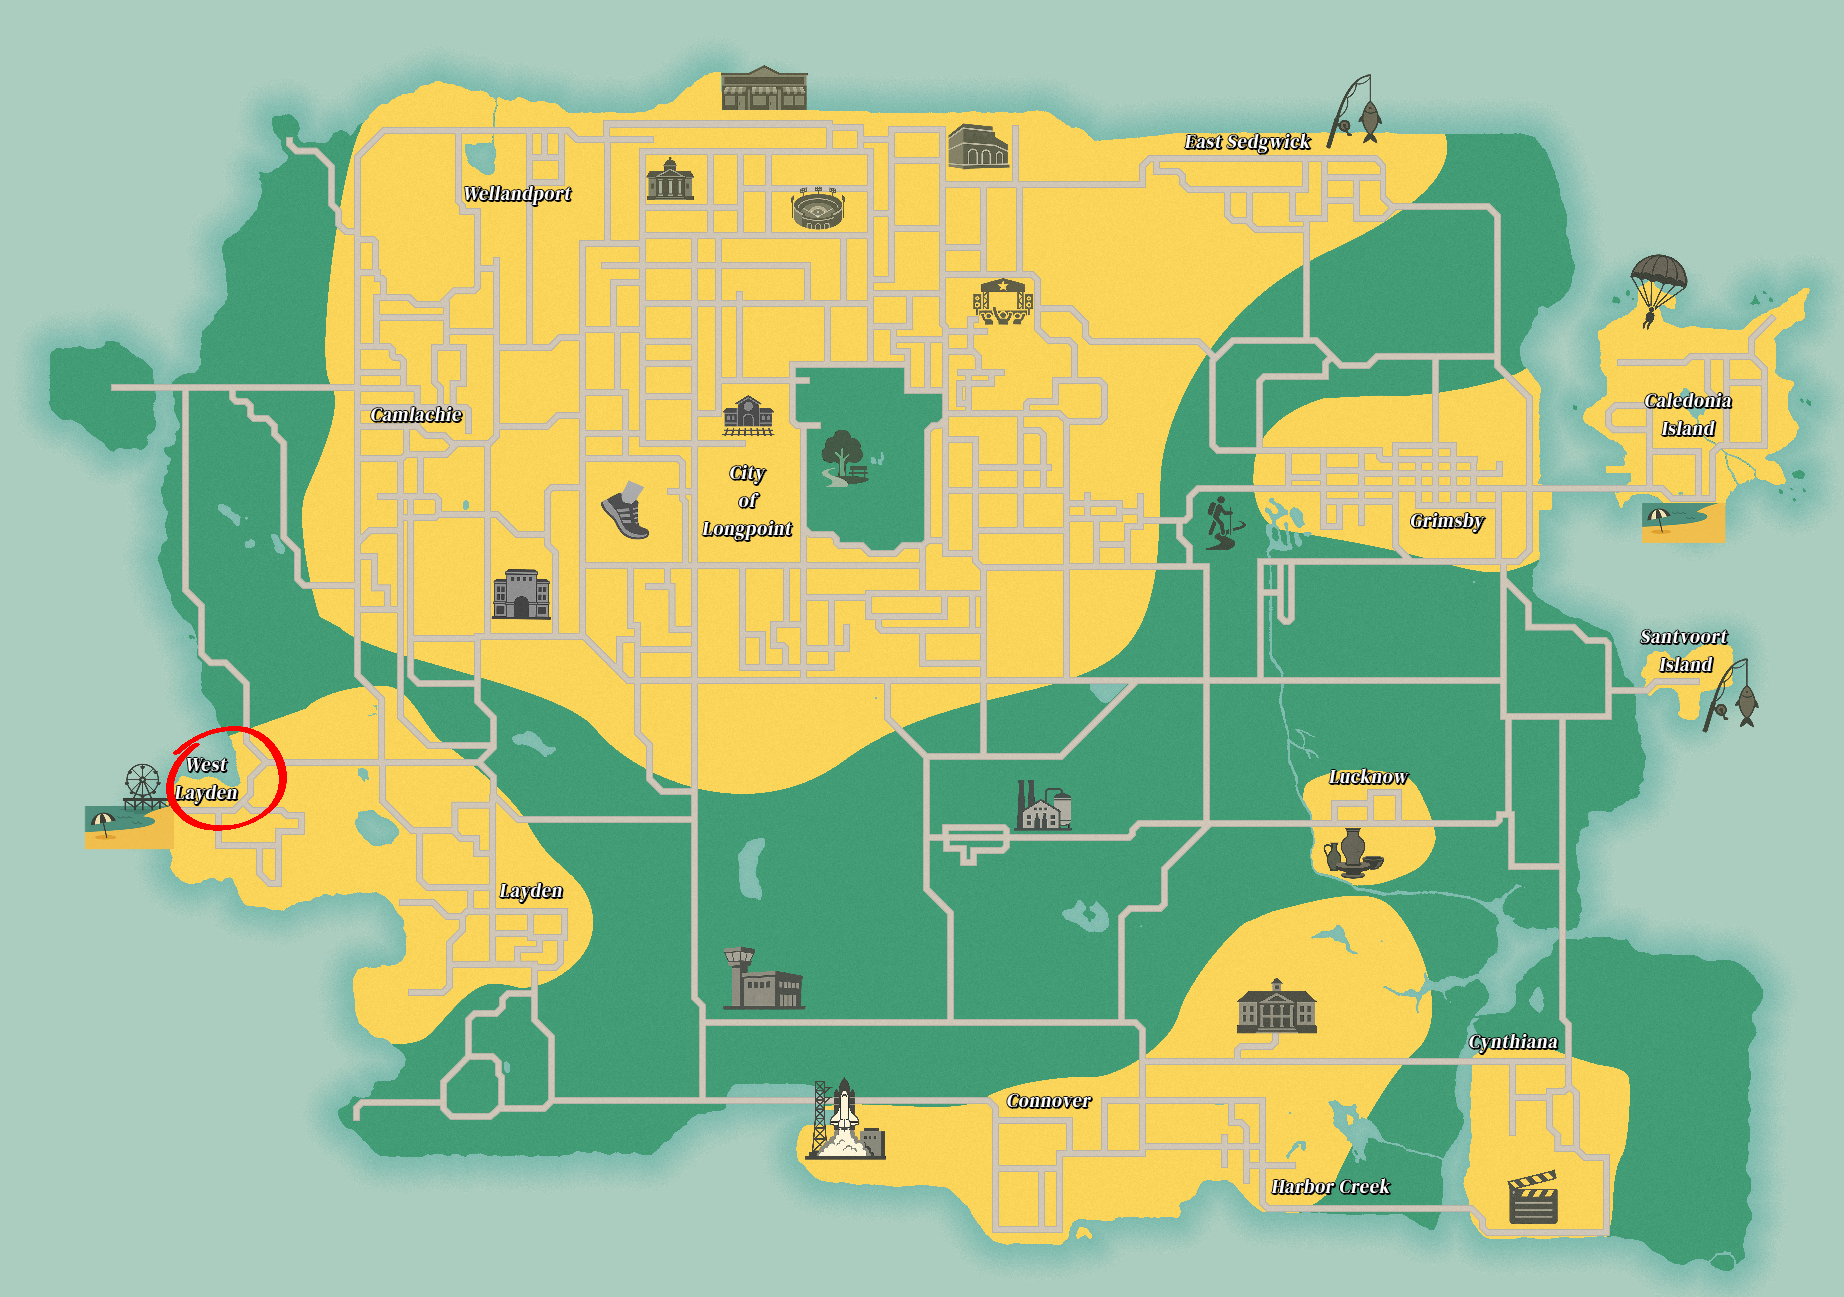 East Sedgwick
Wellandport
Caledonia
Island
Camlachie
City
of
Longpoint
Grimsby
Santvoort
Island
West
Layden
Lucknow
Layden
Cynthiana
Connover
Harbor Creek